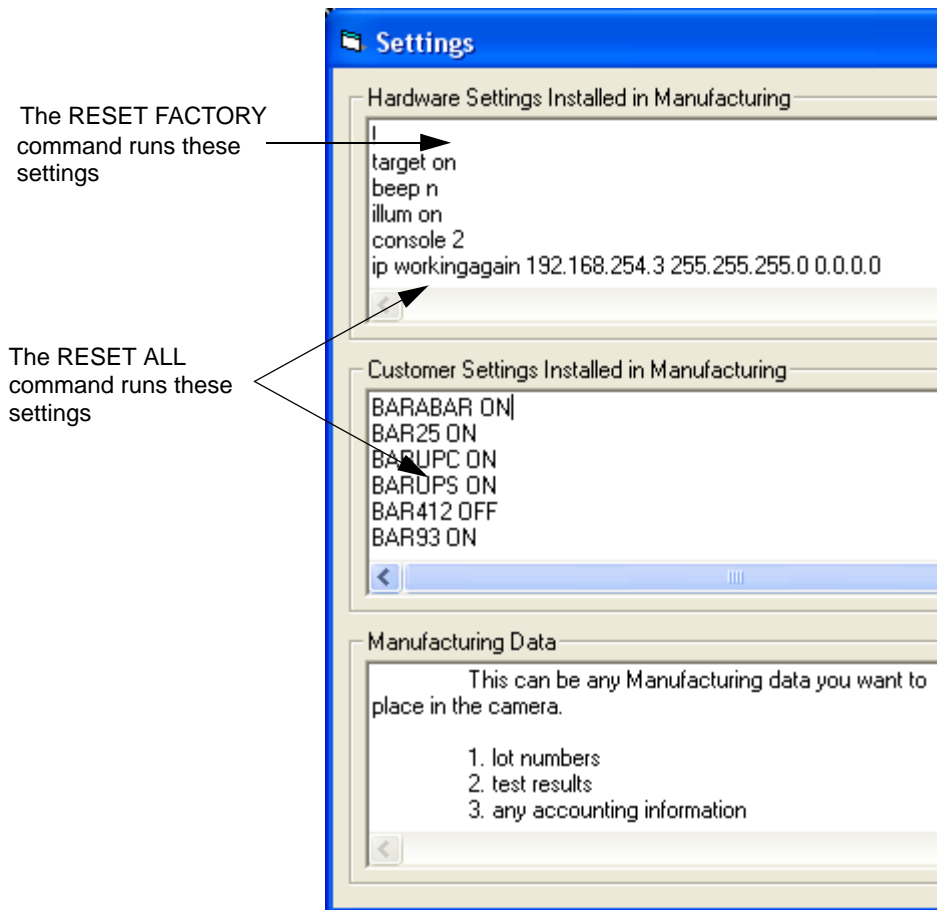 Settings
The RESET FACTORY
command runs these
settings
Hardware Settings Installed in Manufacturing
target on
beep n
illum on
console 2
ip workingagain 192.168.254.3 255.255.255.0 0.0.0.0
The RESET ALL
command runs these
settings
Customer Settings Installed in Manufacturing
BARABAR ON
BAR25 ON
BARUPC ON
BARUPS ON
BAR412 OFF
BAR93 ON
Manufacturing Data
This can be any Manufacturing data you want to
place in the camera.
1. lot numbers
2. test results
3. any accounting information